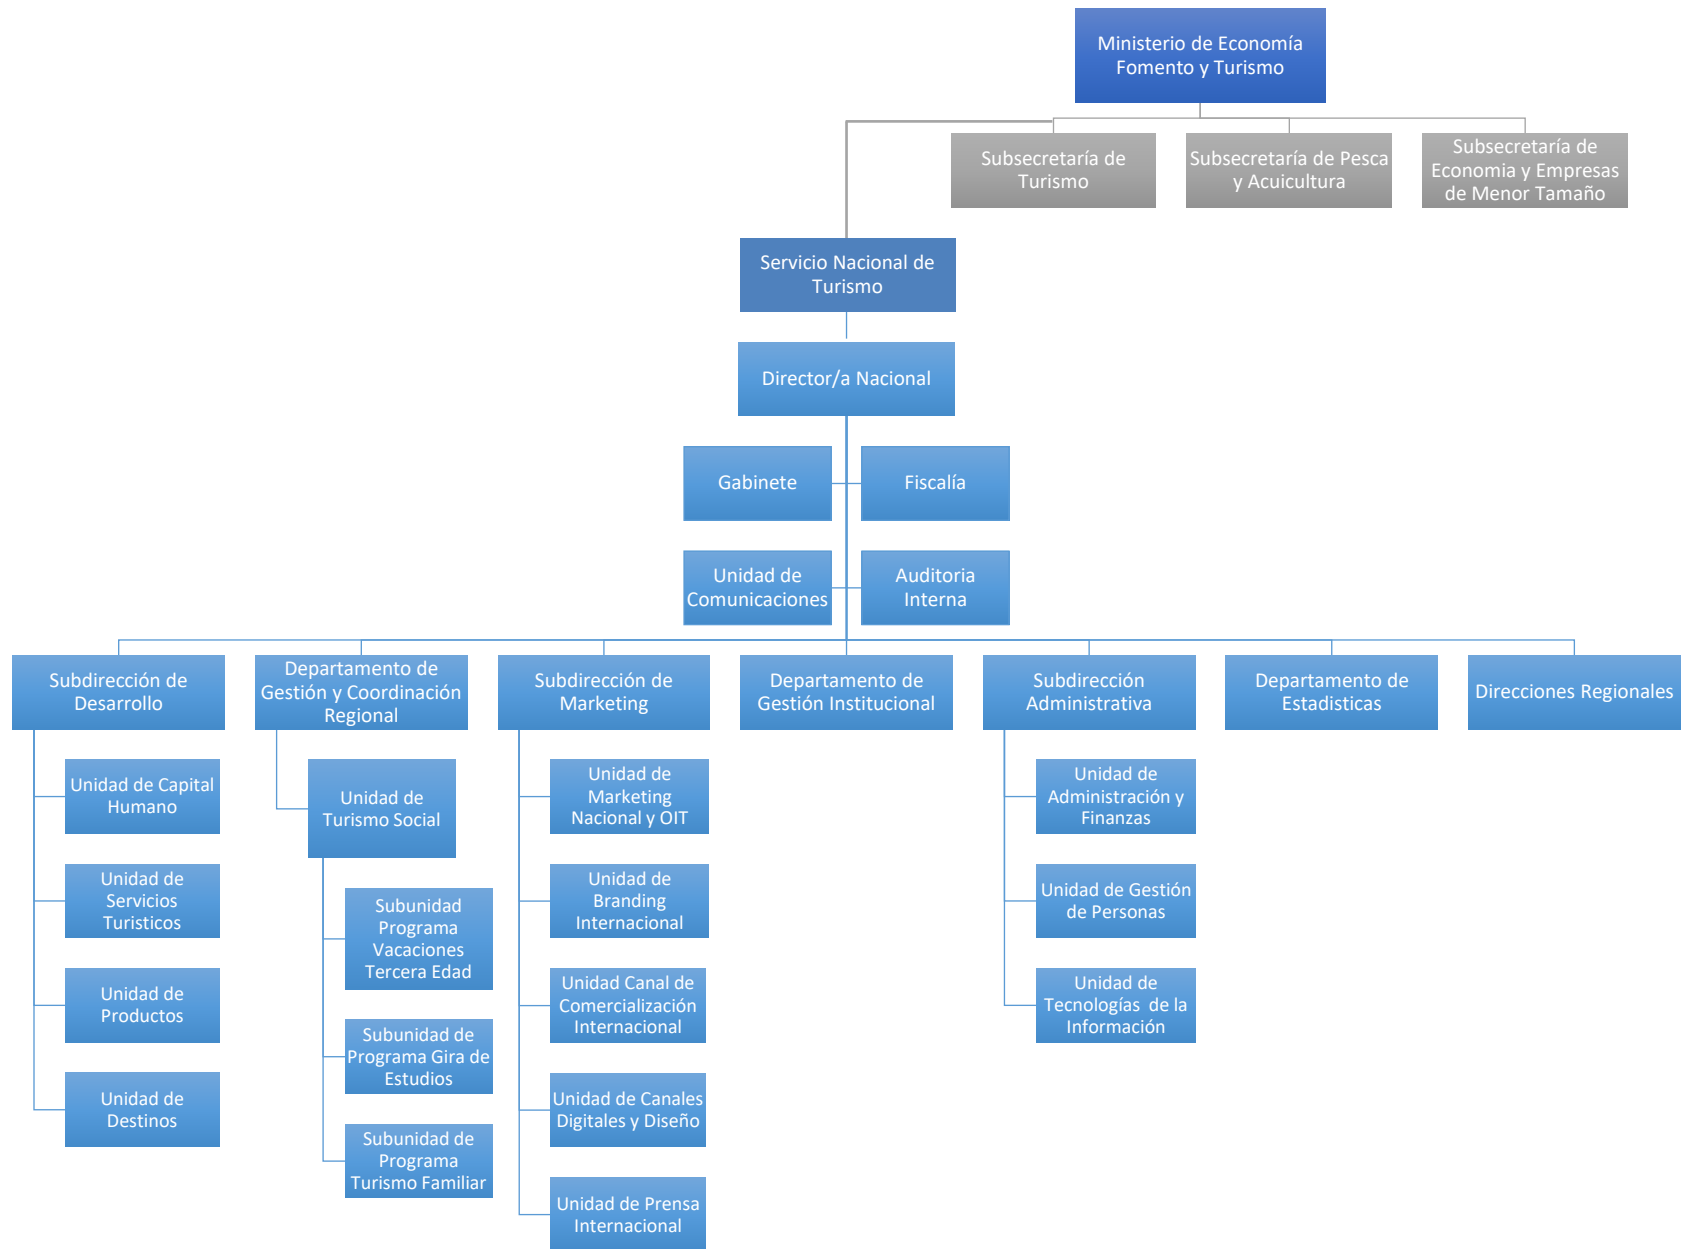 Ministerio de Economía
Fomento y Turismo
Subsecretaría de
Turismo
Subsecretaría de Pesca
y Acuicultura
Subsecretaría de
Economia y Empresas
de Menor Tamaño
Servicio Nacional de
Turismo
Director/a Nacional
Gabinete
Fiscalía
Unidad de
Comunicaciones
Auditoria
Interna
Subdirección de
Desarrollo
Departamento de
Gestión y Coordinación
Regional
Subdirección de
Marketing
Departamento de
Gestión Institucional
Subdirección
Administrativa
Departamento de
Estadisticas
Direcciones Regionales
Unidad de Capital
Humano
Unidad de
Servicios
Turisticos
Unidad de
Productos
Unidad de
Destinos
Unidad de
Turismo Social
Subunidad
Programa
Vacaciones
Tercera Edad
Subunidad de
Programa Gira de
Estudios
Subunidad de
Programa
Turismo Familiar
Unidad de
Marketing
Nacional y OIT
Unidad de
Branding
Internacional
Unidad Canal de
Comercialización
Internacional
Unidad de Canales
Digitales y Diseño
Unidad de Prensa
Internacional
Unidad de
Administración y
Finanzas
Unidad de Gestión
de Personas
Unidad de
Tecnologías  de la
Información